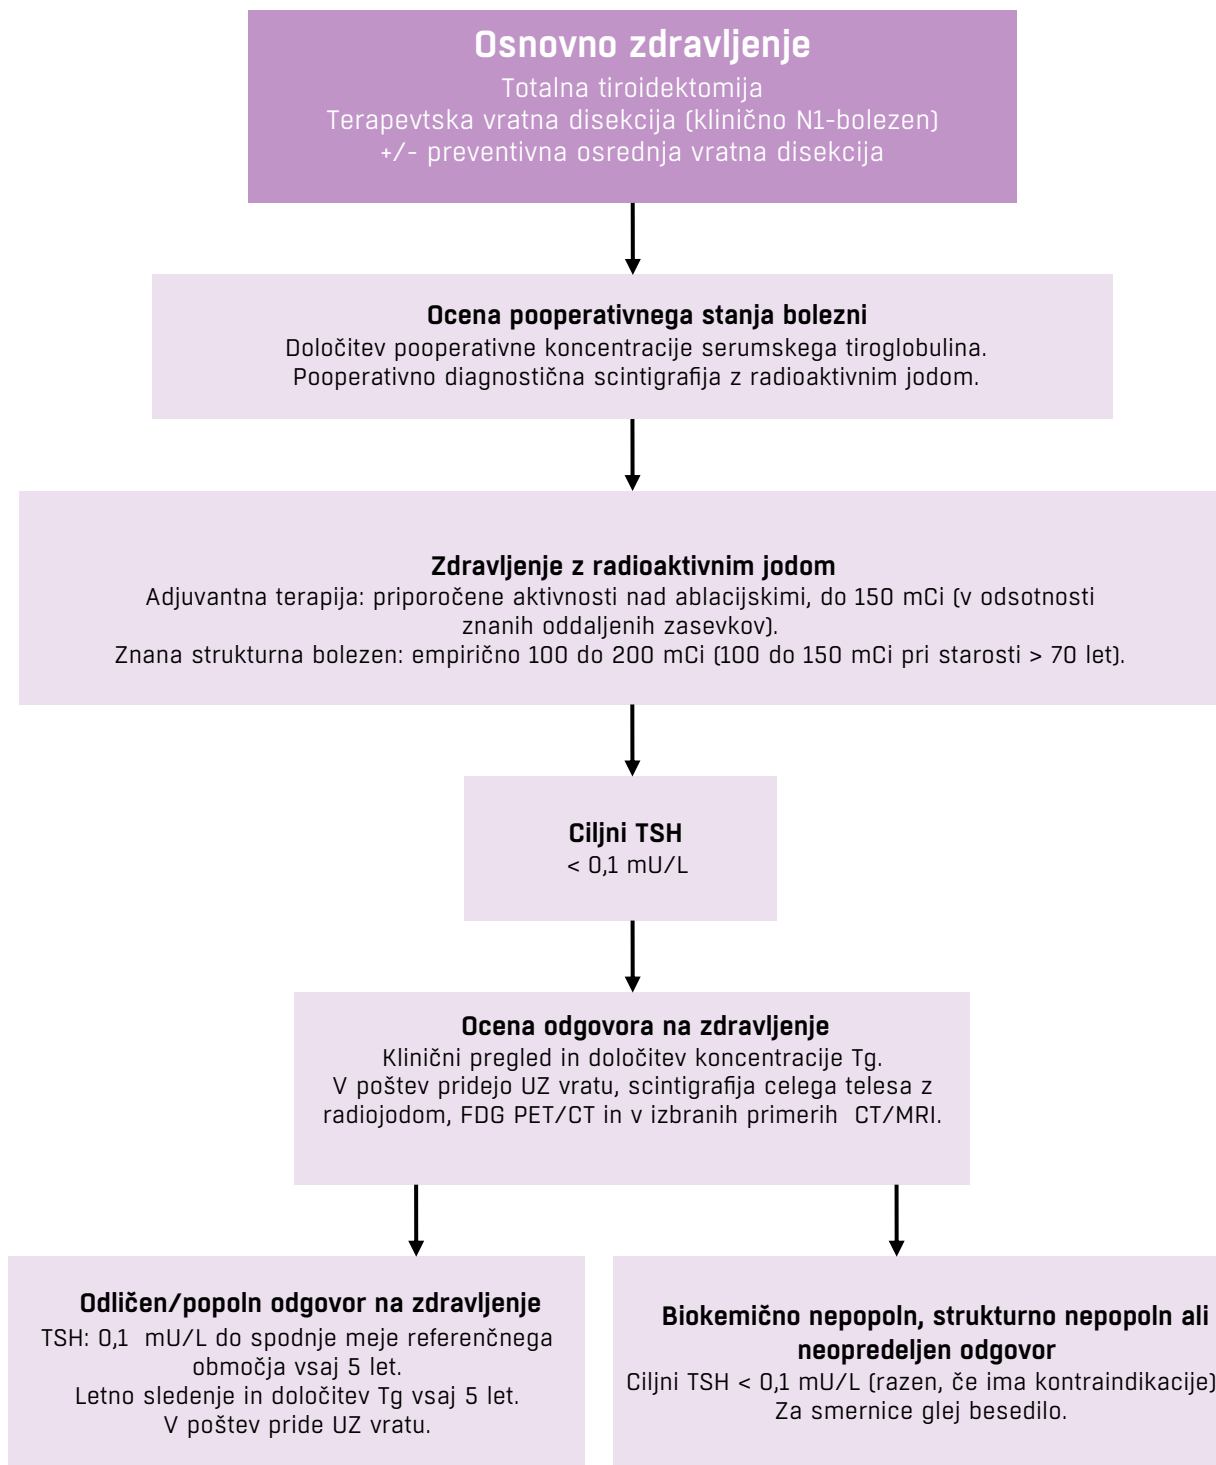 Osnovno zdravljenje
Totalna tiroidektomija
Terapevtska vratna disekcija (klinično N1-bolezen)
+/- preventivna osrednja vratna disekcija
Ocena pooperativnega stanja bolezni
Določitev pooperativne koncentracije serumskega tiroglobulina.
Pooperativno diagnostična scintigrafija z radioaktivnim jodom.
Zdravljenje z radioaktivnim jodom
Adjuvantna terapija: priporočene aktivnosti nad ablacijskimi, do 150 mCi (v odsotnosti
znanih oddaljenih zasevkov).
Znana strukturna bolezen: empirično 100 do 200 mCi (100 do 150 mCi pri starosti > 70 let).
Ciljni TSH
< 0,1 mU/L
Ocena odgovora na zdravljenje
Klinični pregled in določitev koncentracije Tg.
V poštev pridejo UZ vratu, scintigrafija celega telesa z
radiojodom, FDG PET/CT in v izbranih primerih CT/MRI.
Odličen/popoln odgovor na zdravljenje
TSH: 0,1 mU/L do spodnje meje referenčnega
območja vsaj 5 let.
Letno sledenje in določitev Tg vsaj 5 let.
V poštev pride UZ vratu.
Biokemično nepopoln, strukturno nepopoln ali
neopredeljen odgovor
Ciljni TSH < 0,1 mU/L (razen, če ima kontraindikacije)
Za smernice glej besedilo.